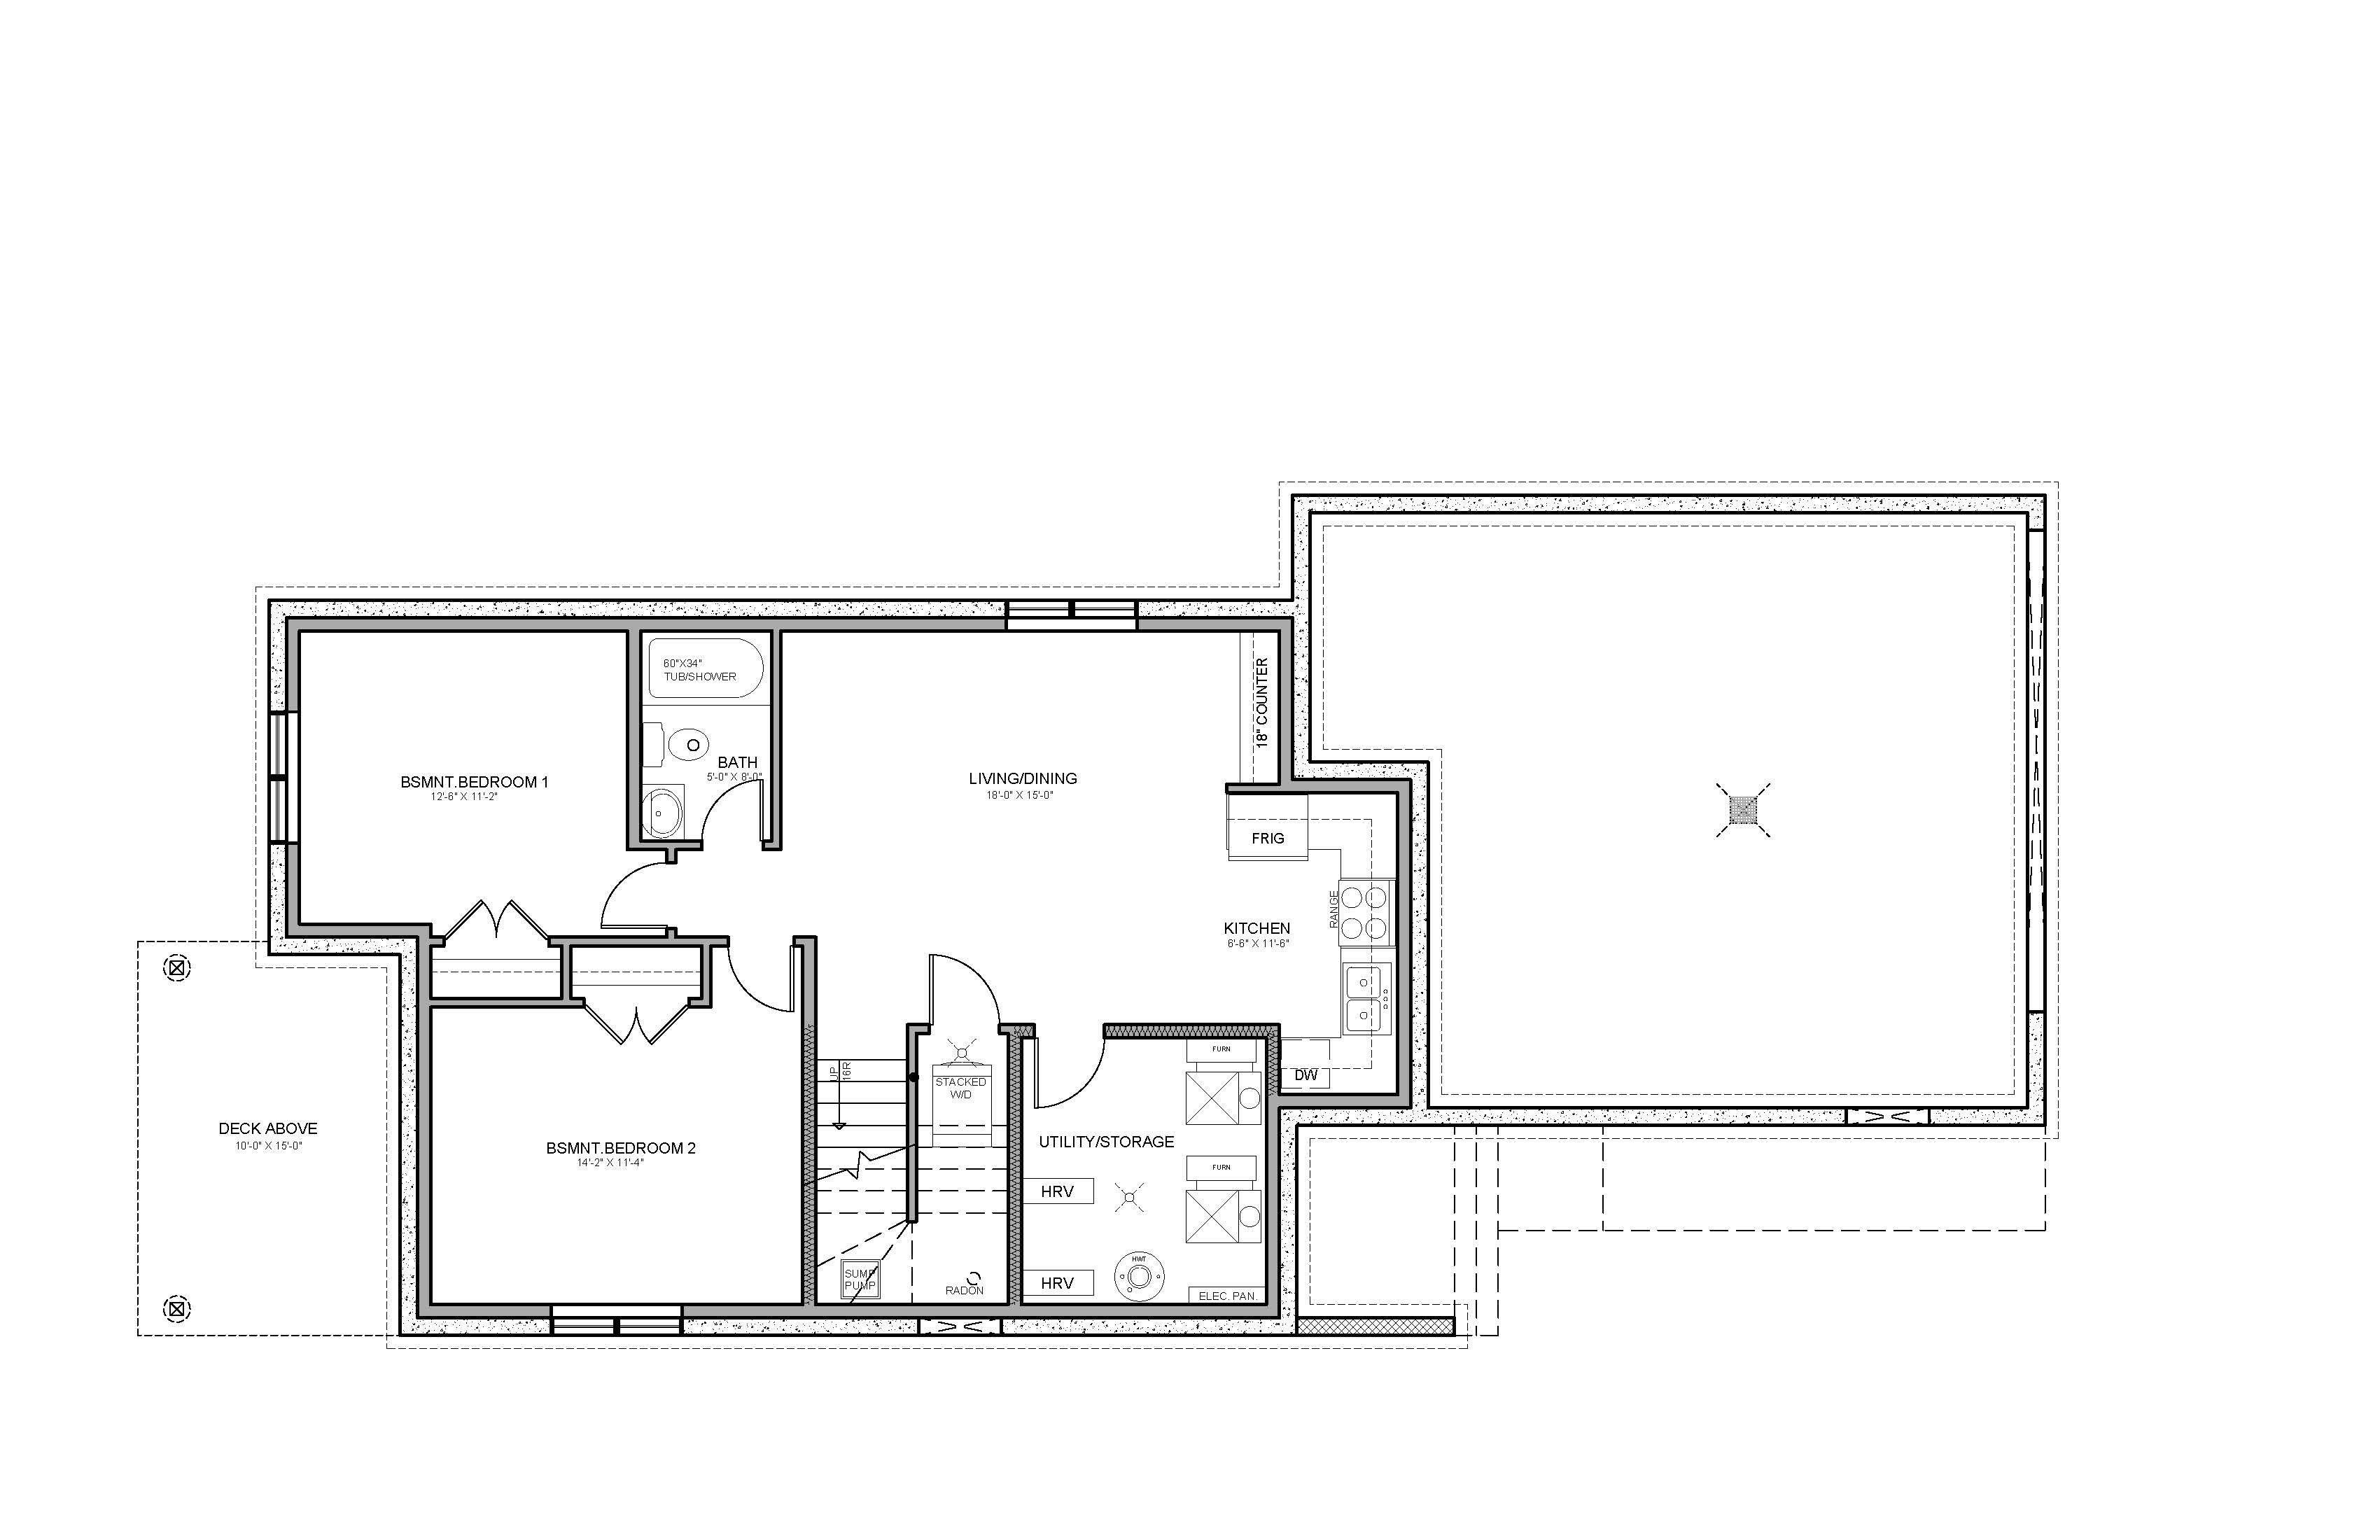 60"X34"
TUB/SHOWER
18" COUNTER
BATH
5'-0" X 8'-0"
BSMNT.BEDROOM 1
12'-6" X 11'-2"
LIVING/DINING
18'-0" X 15'-0"
FRIG
RANGE
KITCHEN
6'-6" X 11'-6"
UP
16R
STACKED
W/D
FURN
DW
DECK ABOVE
10'-0" X 15'-0"
BSMNT.BEDROOM 2
14'-2" X 11'-4"
UTILITY/STORAGE
FURN
HRV
SUMP
PUMP
RADON
HRV
HWT
ELEC. PAN.